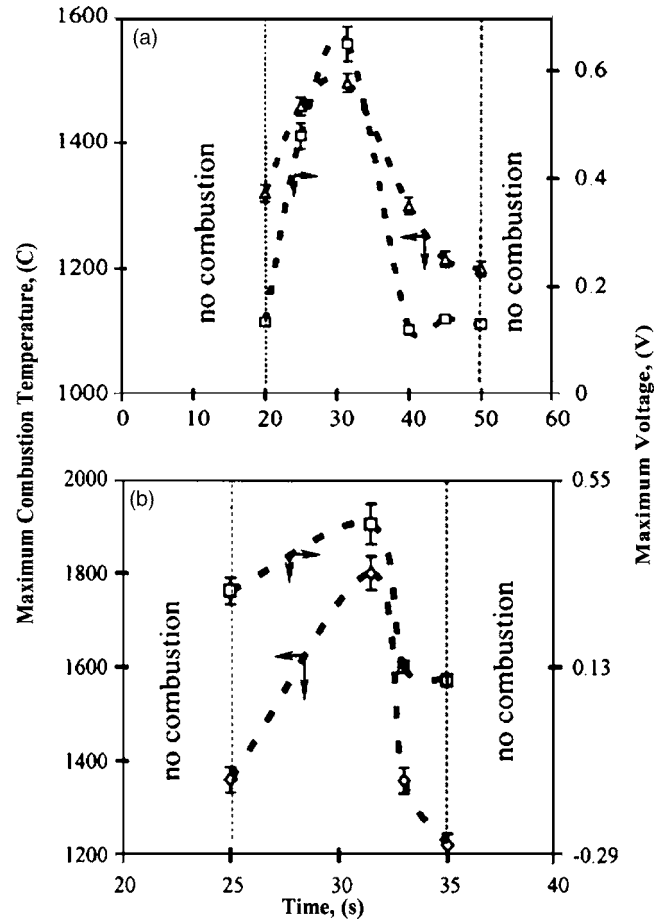 (a)
1600
1400
1200
1000
0.6
0.4
0.2
0
no combustion
no combustion
0 10 20 30 40 50 60
Maximum Combustion Temperature, (C)
Maximum Voltage, (V)
(b)
2000
1800
1600
1400
1200
0.55
0.13
-0.29
no combustion
no combustion
20 25 30 35 40
Time, (s)